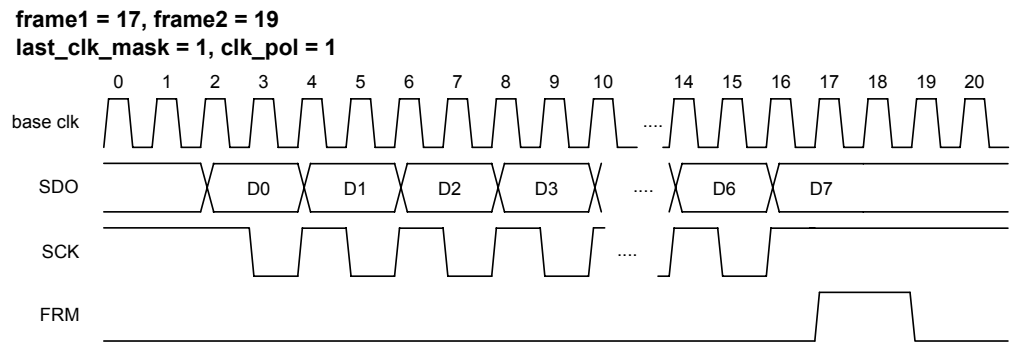 frame1 = 17, frame2 = 19
last_clk_mask = 1, clk_pol = 1
0 1 2 3 4 5 6 7 8 9 10 14 15 16 17 18 19 20
base clk ....
SDO D0 D1 D2 D3 .... D6 D7
SCK ....
FRM